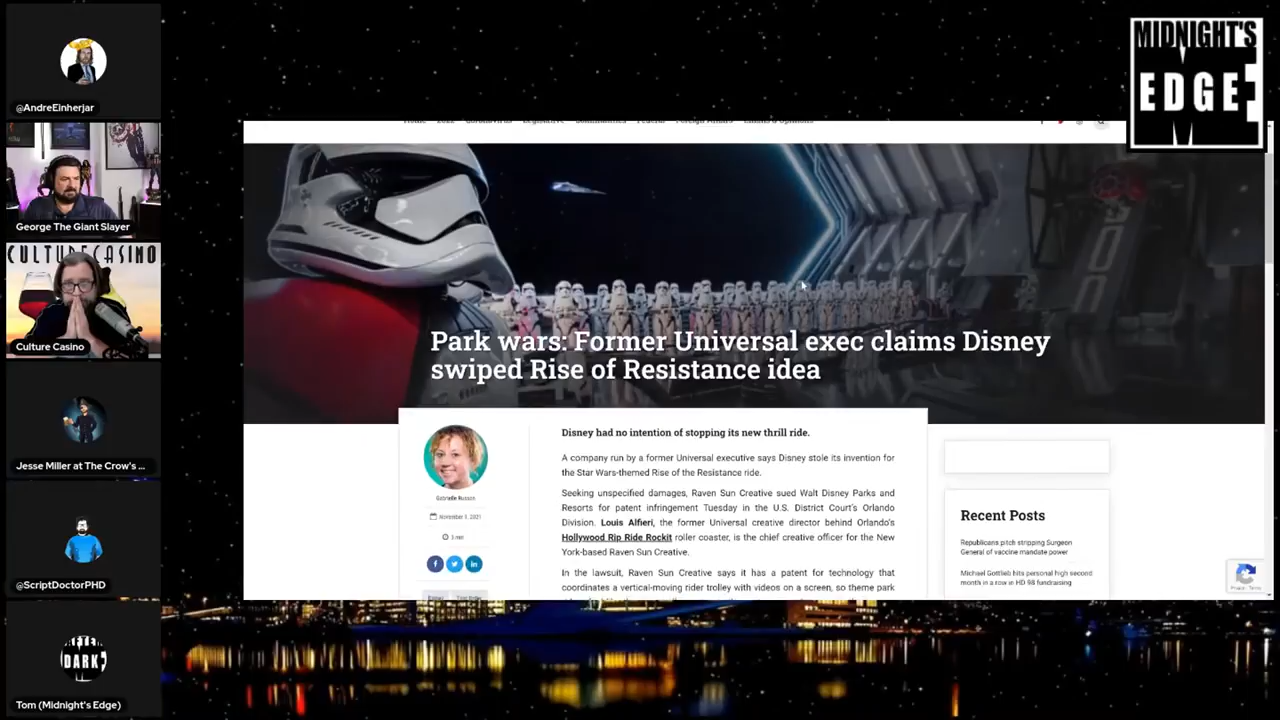 @AndreEinherjar
George The Giant Slayer
CULTURE CASINO
Culture Casino
Jesse Miller at The Crow's ...
@ScriptDoctorPHD
AFTER
DARK
Tom (Midnight's Edge)
MIDNIGHT'S
EDGE
Park wars: Former Universal exec claims Disney
swiped Rise of Resistance idea
November 3, 2021
3 min
Disney had no intention of stopping its new thrill ride.
A company run by a former Universal executive says Disney stole its invention for
the Star Wars-themed Rise of the Resistance ride.
Seeking unspecified damages, Raven Sun Creative sued Walt Disney Parks and
Resorts for patent infringement Tuesday in the U.S. District Court's Orlando
Division. Louis Alfieri, the former Universal creative director behind Orlando's
Hollywood Rip Ride Rockit roller coaster, is the chief creative officer for the New
York-based Raven Sun Creative.
In the lawsuit, Raven Sun Creative says it has a patent for technology that
coordinates a vertical-moving rider trolley with videos on a screen, so theme park
Recent Posts
Republicans pitch stripping Surgeon
General of vaccine mandate power
Michael Gottlieb hits personal high second
month in a row in HD 98 fundraising